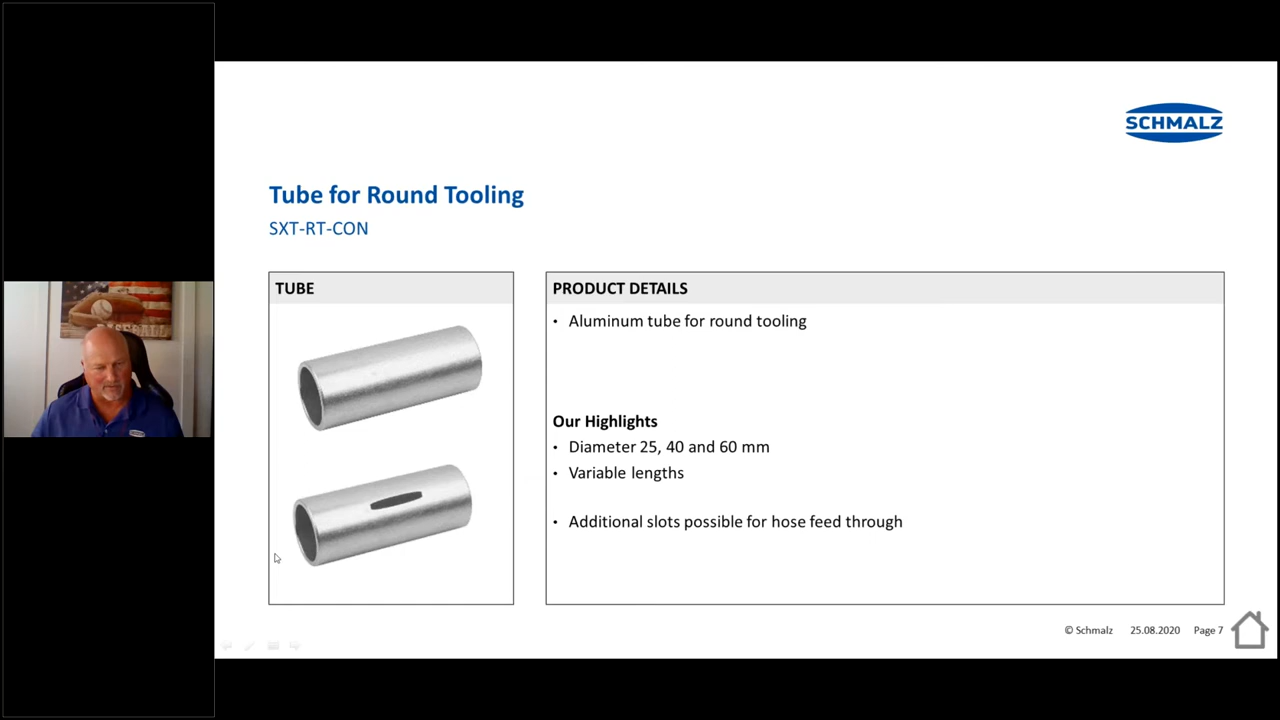 SCHMALZ
Tube for Round Tooling
SXT-RT-CON
TUBE
PRODUCT DETAILS
• Aluminum tube for round tooling
Our Highlights
• Diameter 25, 40 and 60 mm
• Variable lengths
• Additional slots possible for hose feed through
© Schmalz 25.08.2020 Page 7
BASEBALL